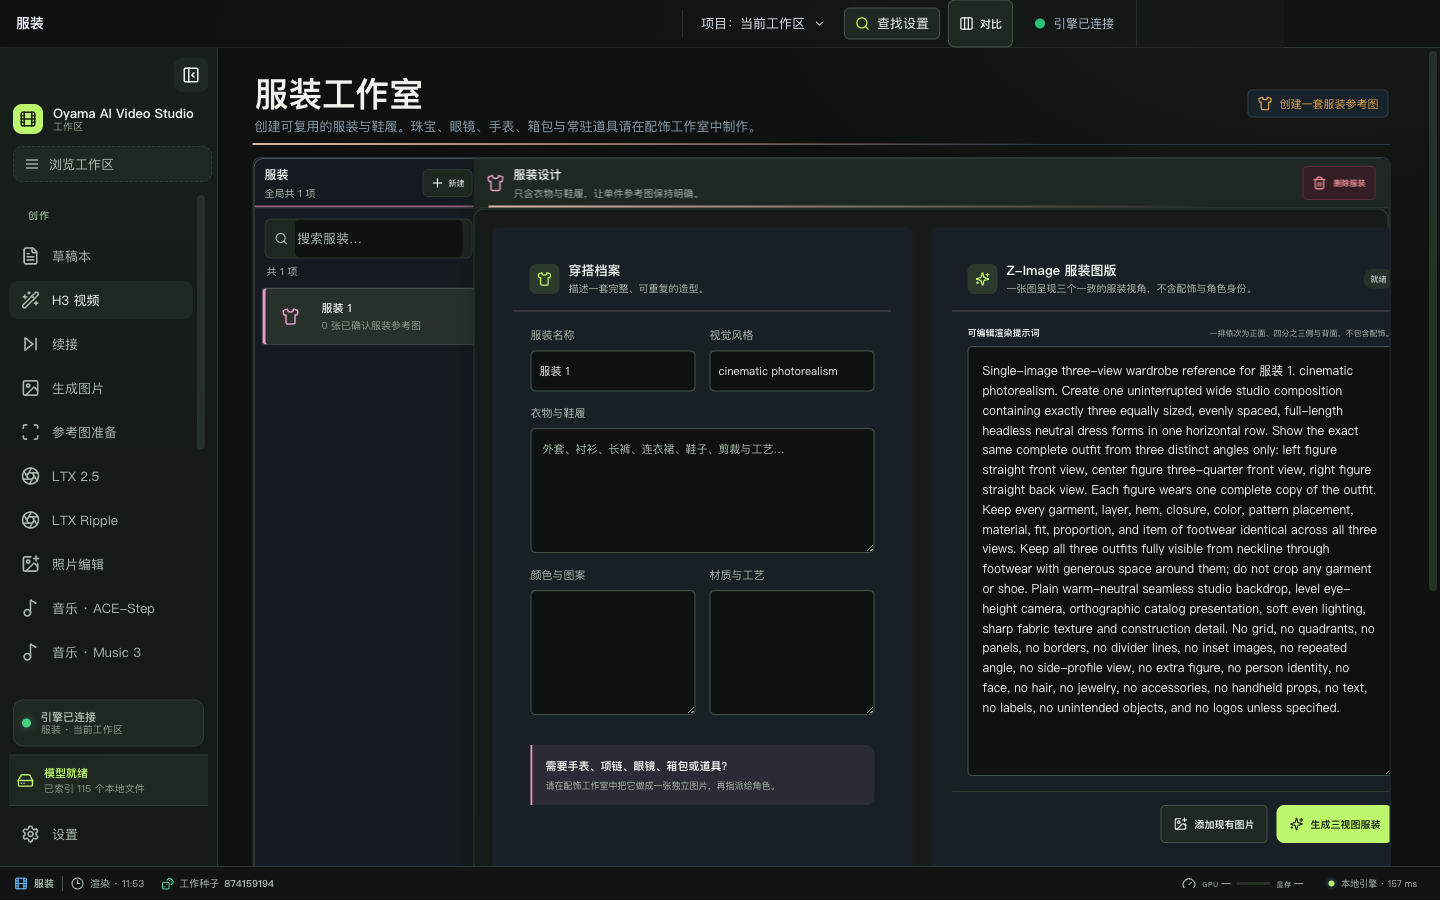 服装
项目：当前工作区
查找设置
对比
引擎已连接
Oyama AI Video Studio
工作区
浏览工作区
创作
草稿本
H3 视频
续接
生成图片
参考图准备
LTX 2.5
LTX Ripple
照片编辑
音乐 · ACE-Step
音乐 · Music 3
引擎已连接
服装 · 当前工作区
模型就绪
已索引 115 个本地文件
设置
服装工作室
创建可复用的服装与鞋履。珠宝、眼镜、手表、箱包与常驻道具请在配饰工作室中制作。
创建一套服装参考图
服装
全局共 1 项
新建
搜索服装...
共 1 项
服装 1
0 张已确认服装参考图
服装设计
只含衣物与鞋履，让单件参考图保持明确。
删除服装
穿搭档案
描述一套完整、可重复的造型。
服装名称
视觉风格
服装 1
cinematic photorealism
衣物与鞋履
外套、衬衫、长裤、连衣裙、鞋子、剪裁与工艺...
颜色与图案
材质与工艺
需要手表、项链、眼镜、箱包或道具?
请在配饰工作室中把它做成一张独立图片，再指派给角色。
Z-Image 服装图版
一张图呈现三个一致的服装视角，不含配饰与角色身份。
就绪
可编辑渲染提示词
一排依次为正面、四分之三侧与背面，不包含配饰。
Single-image three-view wardrobe reference for 服装 1. cinematic
photorealism. Create one uninterrupted wide studio composition
containing exactly three equally sized, evenly spaced, full-length
headless neutral dress forms in one horizontal row. Show the exact
same complete outfit from three distinct angles only: left figure
straight front view, center figure three-quarter front view, right figure
straight back view. Each figure wears one complete copy of the outfit.
Keep every garment, layer, hem, closure, color, pattern placement,
material, fit, proportion, and item of footwear identical across all three
views. Keep all three outfits fully visible from neckline through
footwear with generous space around them; do not crop any garment
or shoe. Plain warm-neutral seamless studio backdrop, level eye-
height camera, orthographic catalog presentation, soft even lighting,
sharp fabric texture and construction detail. No grid, no quadrants, no
panels, no borders, no divider lines, no inset images, no repeated
angle, no side-profile view, no extra figure, no person identity, no
face, no hair, no jewelry, no accessories, no handheld props, no text,
no labels, no unintended objects, and no logos unless specified.
添加现有图片
生成三视图服装
服装
渲染 · 11:53
工作种子 874159194
GPU —
显存 —
本地引擎 · 157 ms